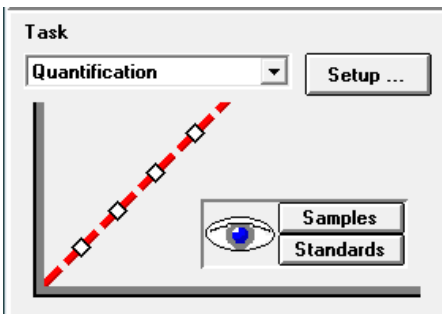 Task
Quantification
Setup ...
Samples
Standards